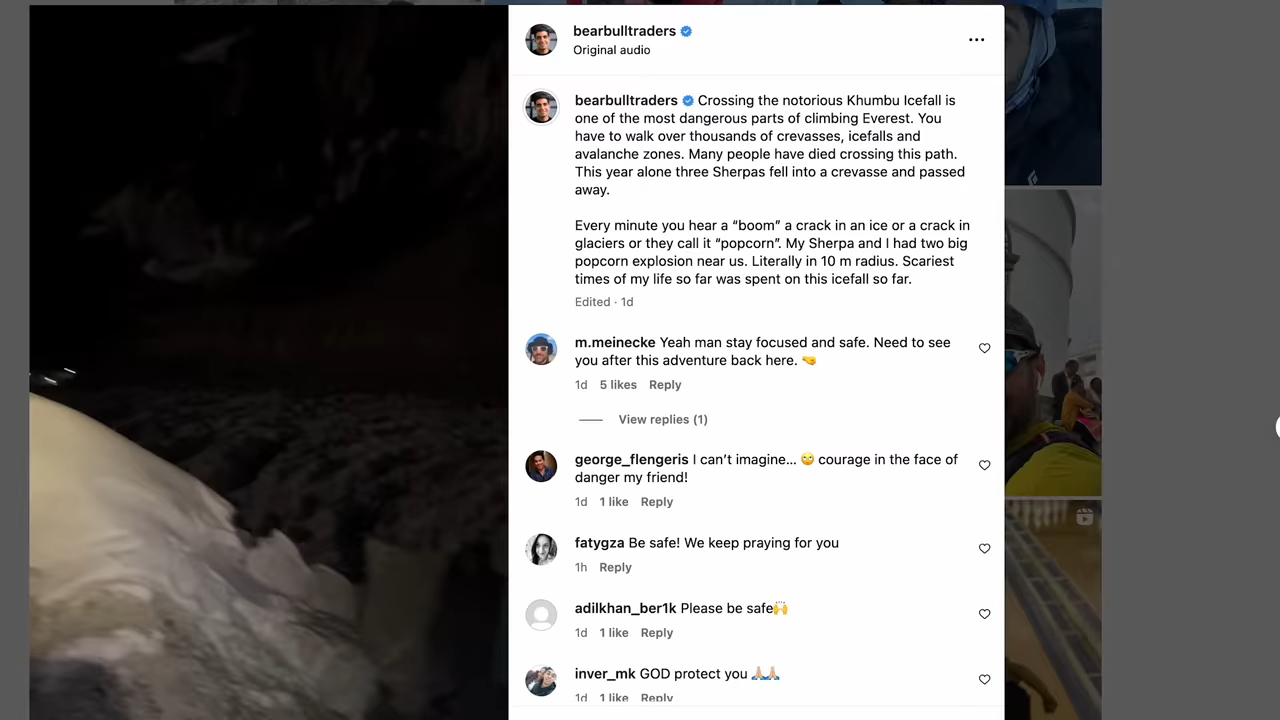 bearbulltraders
Original audio
bearbulltraders Crossing the notorious Khumbu Icefall is
one of the most dangerous parts of climbing Everest. You
have to walk over thousands of crevasses, icefalls and
avalanche zones. Many people have died crossing this path.
This year alone three Sherpas fell into a crevasse and passed
away.
Every minute you hear a “boom” a crack in an ice or a crack in
glaciers or they call it “popcorn”. My Sherpa and I had two big
popcorn explosion near us. Literally in 10 m radius. Scariest
times of my life so far was spent on this icefall so far.
Edited · 1d
m.meinecke Yeah man stay focused and safe. Need to see
you after this adventure back here. 🤜
1d 5 likes Reply
View replies (1)
george_flengeris I can’t imagine... 😅 courage in the face of
danger my friend!
1d 1 like Reply
fatygza Be safe! We keep praying for you
1h Reply
adilkhan_ber1k Please be safe🙌
1d 1 like Reply
inver_mk GOD protect you 🙏🏼🙏🏼
1d 1 like Reply